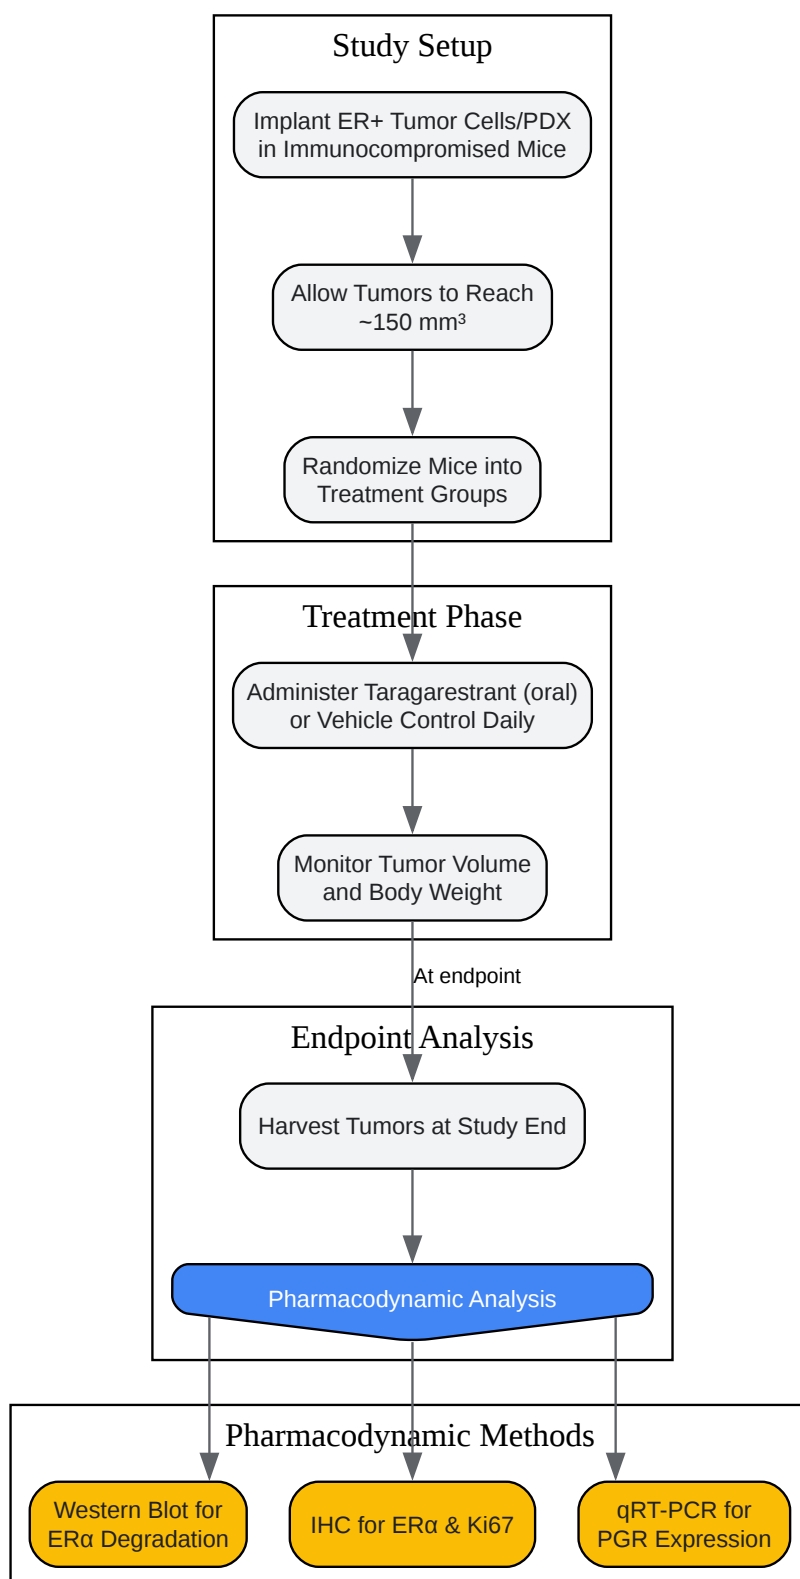 Study Setup
Implant ER+ Tumor Cells/PDX
in Immunocompromised Mice
Allow Tumors to Reach
~150 mm³
Randomize Mice into
Treatment Groups
Treatment Phase
Administer Taragarestrant (oral)
or Vehicle Control Daily
Monitor Tumor Volume
and Body Weight
At endpoint
Endpoint Analysis
Harvest Tumors at Study End
Pharmacodynamic Analysis
Pharmacodynamic Methods
Western Blot for
ERα Degradation
IHC for ERα & Ki67
qRT-PCR for
PGR Expression